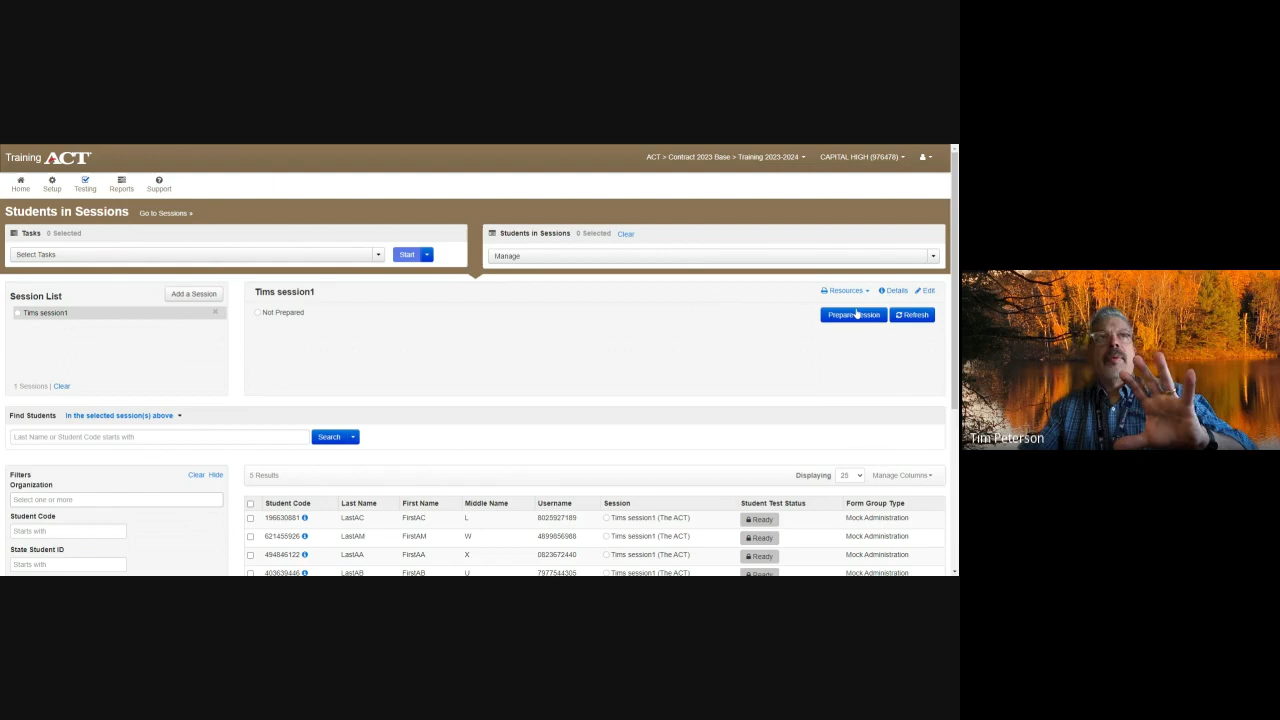 Training ACT
ACT > Contract 2023 Base > Training 2023-2024
CAPITAL HIGH (976478)
Home
Setup
Testing
Reports
Support
Students in Sessions
Go to Sessions »
Tasks 0 Selected
Students in Sessions 0 Selected Clear
Select Tasks
Start
Manage
Session List
Add a Session
Tims session1
1 Sessions | Clear
Tims session1
Resources
Details
Edit
Not Prepared
Prepare Session
Refresh
Find Students In the selected session(s) above
Last Name or Student Code starts with
Search
Filters
Clear Hide
Organization
Select one or more
Student Code
Starts with
State Student ID
Starts with
5 Results
Displaying 25
Manage Columns
Student Code Last Name First Name Middle Name Username Session Student Test Status Form Group Type
196630881 LastAC FirstAC L 8025927189 Tims session1 (The ACT) Ready Mock Administration
621455926 LastAM FirstAM W 4899856988 Tims session1 (The ACT) Ready Mock Administration
494846122 LastAA FirstAA X 0823672440 Tims session1 (The ACT) Ready Mock Administration
403639446 LastAB FirstAB U 7977544305 Tims session1 (The ACT) Ready Mock Administration
Tim Peterson